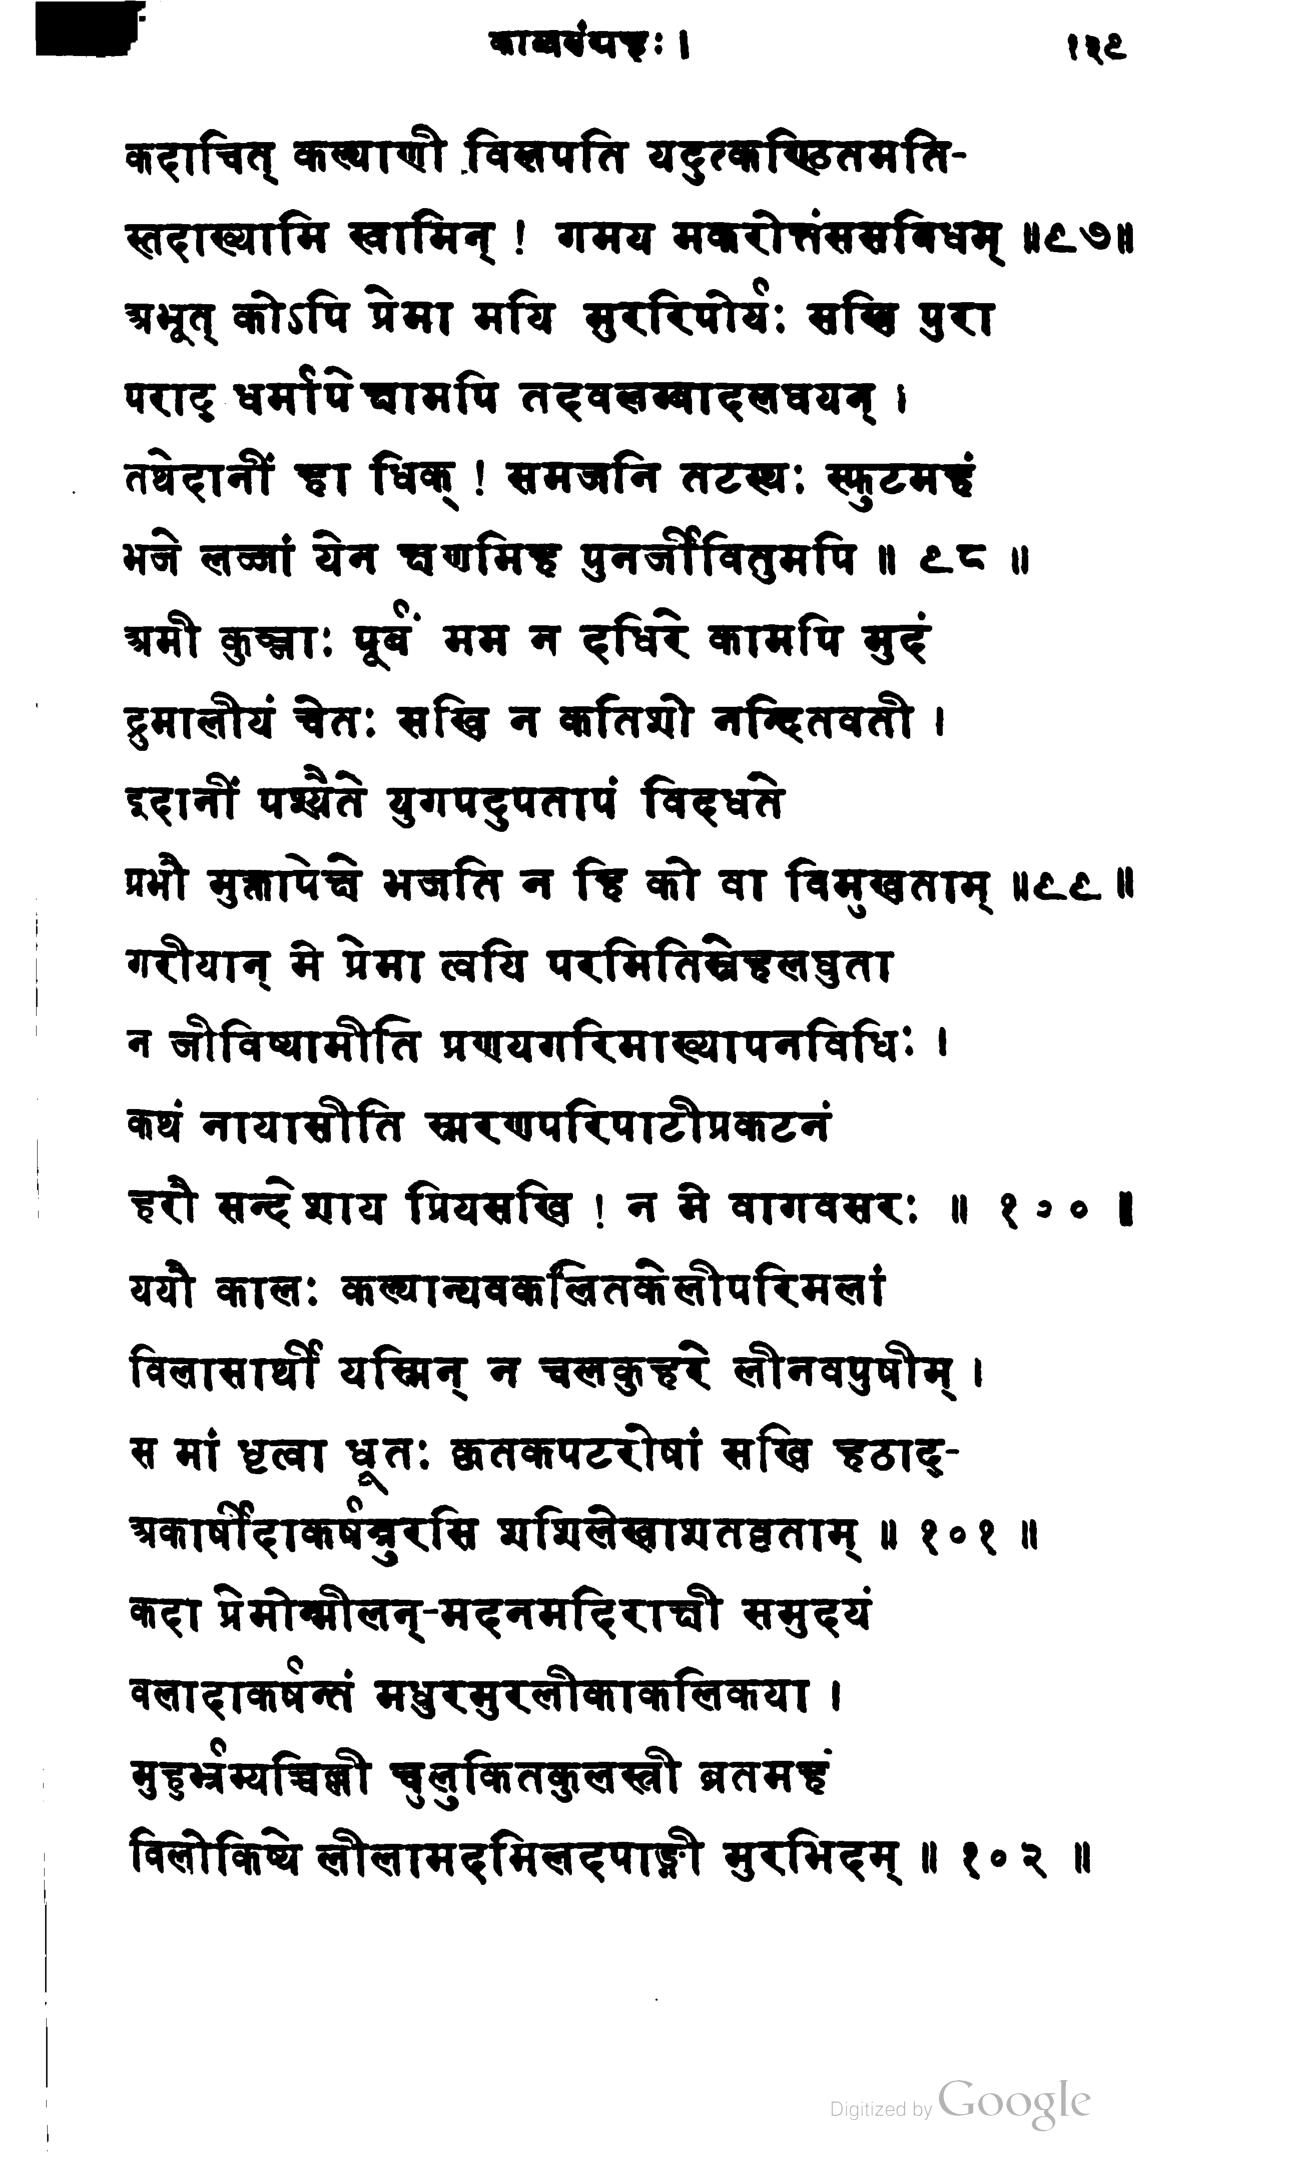 काव्यसंग्रहः । १३९
कदाचित् कल्याणी विलपति यदुत्कण्ठितमति-
स्तदाख्यामि स्वामिन् ! गमय मकरोत्तंससविधम् ॥९७॥
अभूत् कोऽपि प्रेमा मयि मुररिपोर्यः सखि पुरा
पराद् धर्मापेक्षामपि तदवलम्बादलघयन् ।
तथेदानीं हा धिक् ! समजनि तटस्थः स्फुटमहं
भजे लज्जां येन क्षणमिह पुनर्जीवितुमपि ॥ ९८ ॥
अमी कुञ्जाः पूर्वं मम न दधिरे कामपि मुदं
द्रुमालीयं चेतः सखि न कतिशो नन्दितवती ।
इदानीं पश्यैते युगपदुपतापं विदधते
प्रभौ मुक्तापेक्षे भजति न हि को वा विमुखताम् ॥९९॥
गरीयान् मे प्रेमा त्वयि परमितिस्नेहलघुता
न जीविष्यामीति प्रणयगरिमाख्यापनविधिः ।
कथं नायासीति स्मरणपरिपाटीप्रकटनं
हरौ सन्देशाय प्रियसखि ! न मे वागवसरः ॥ १०० ॥
ययौ कालः कल्यान्यवकलितकेलीपरिमलां
विलासार्थी यस्मिन् न चलकुहरे लीनवपुषीम् ।
स मां धृत्वा धूतः कृतकपटरोषां सखि हठाद्-
अकार्षीदाकर्षन्नुरसि शशिलेखाशतवृताम् ॥ १०१ ॥
कदा प्रेमोन्मीलन्-मदनमदिराक्षी समुदयं
वलादाकर्षन्तं मधुरमुरलीकाकलिकया ।
मुहुर्भ्रम्यच्चिल्ली चुलुकितकुलस्त्री ब्रतमहं
विलोकिष्ये लीलामदमिलदपाङ्गी मुरभिदम् ॥ १०२ ॥
Digitized by Google